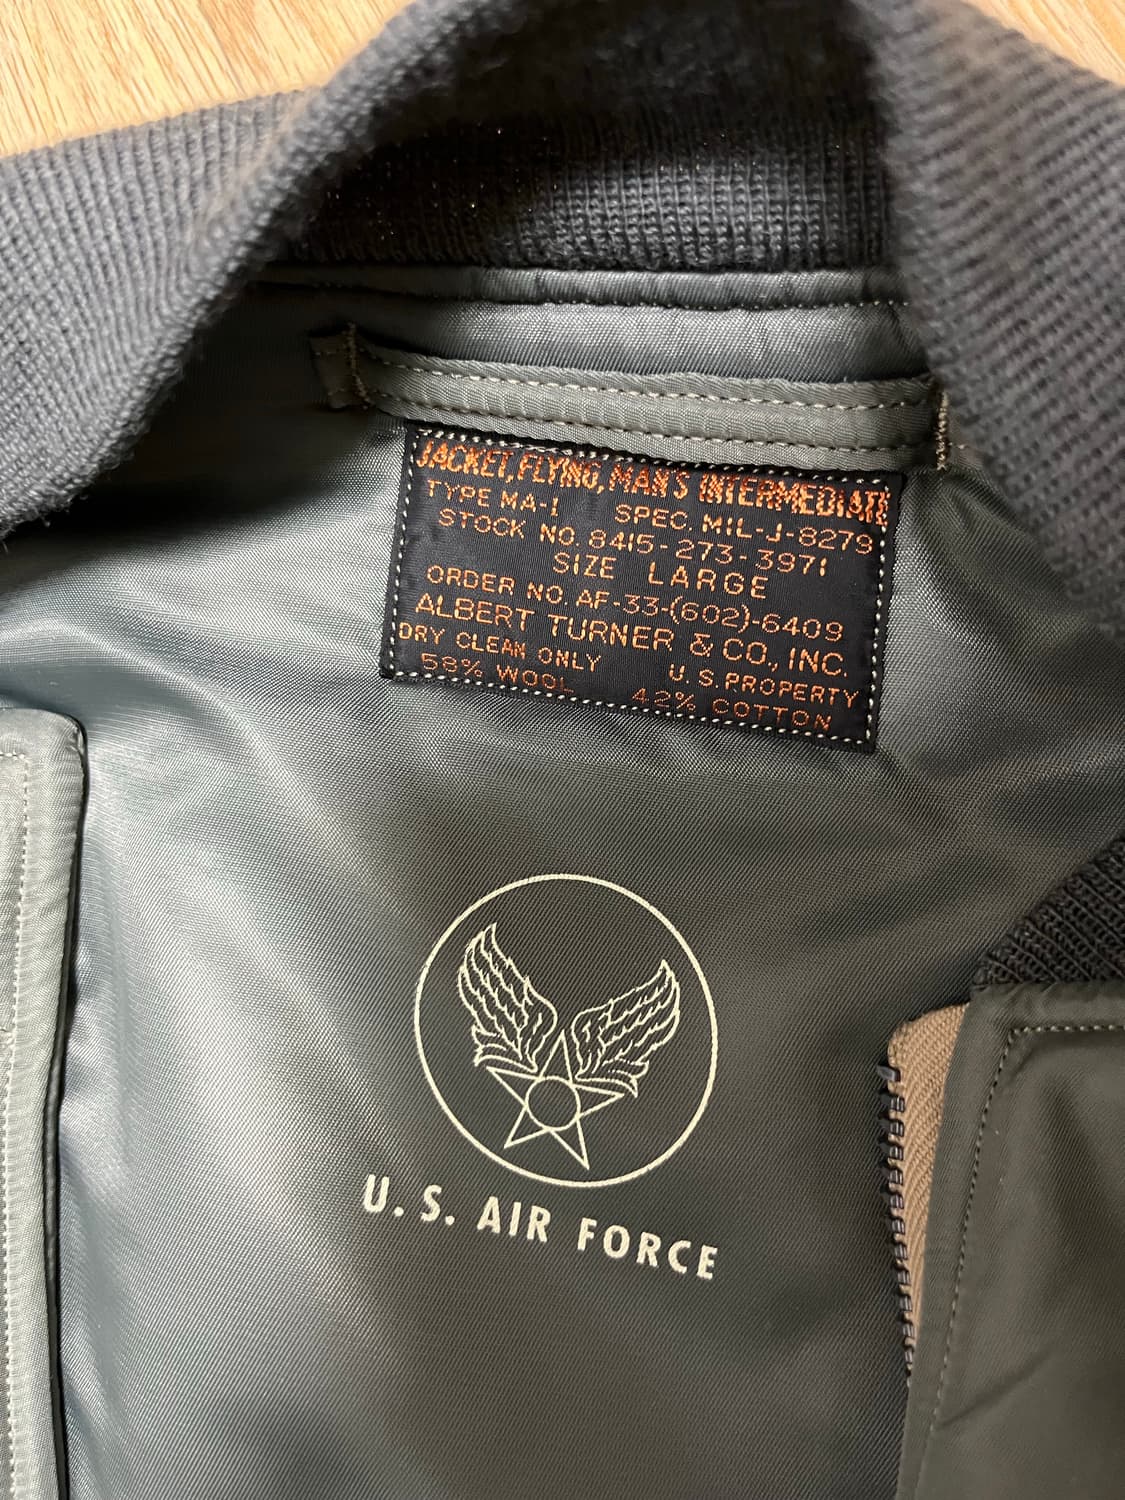 JACKET, FLYING, MAN'S INTERMEDIATE
TYPE MA-1 SPEC. MIL-J-8279
STOCK NO. 8415-273-3971
SIZE LARGE
ORDER NO. AF-33-(602)-6409
ALBERT TURNER & CO., INC.
DRY CLEAN ONLY U.S.PROPERTY
58% WOOL 42% COTTON
U.S. AIR FORCE